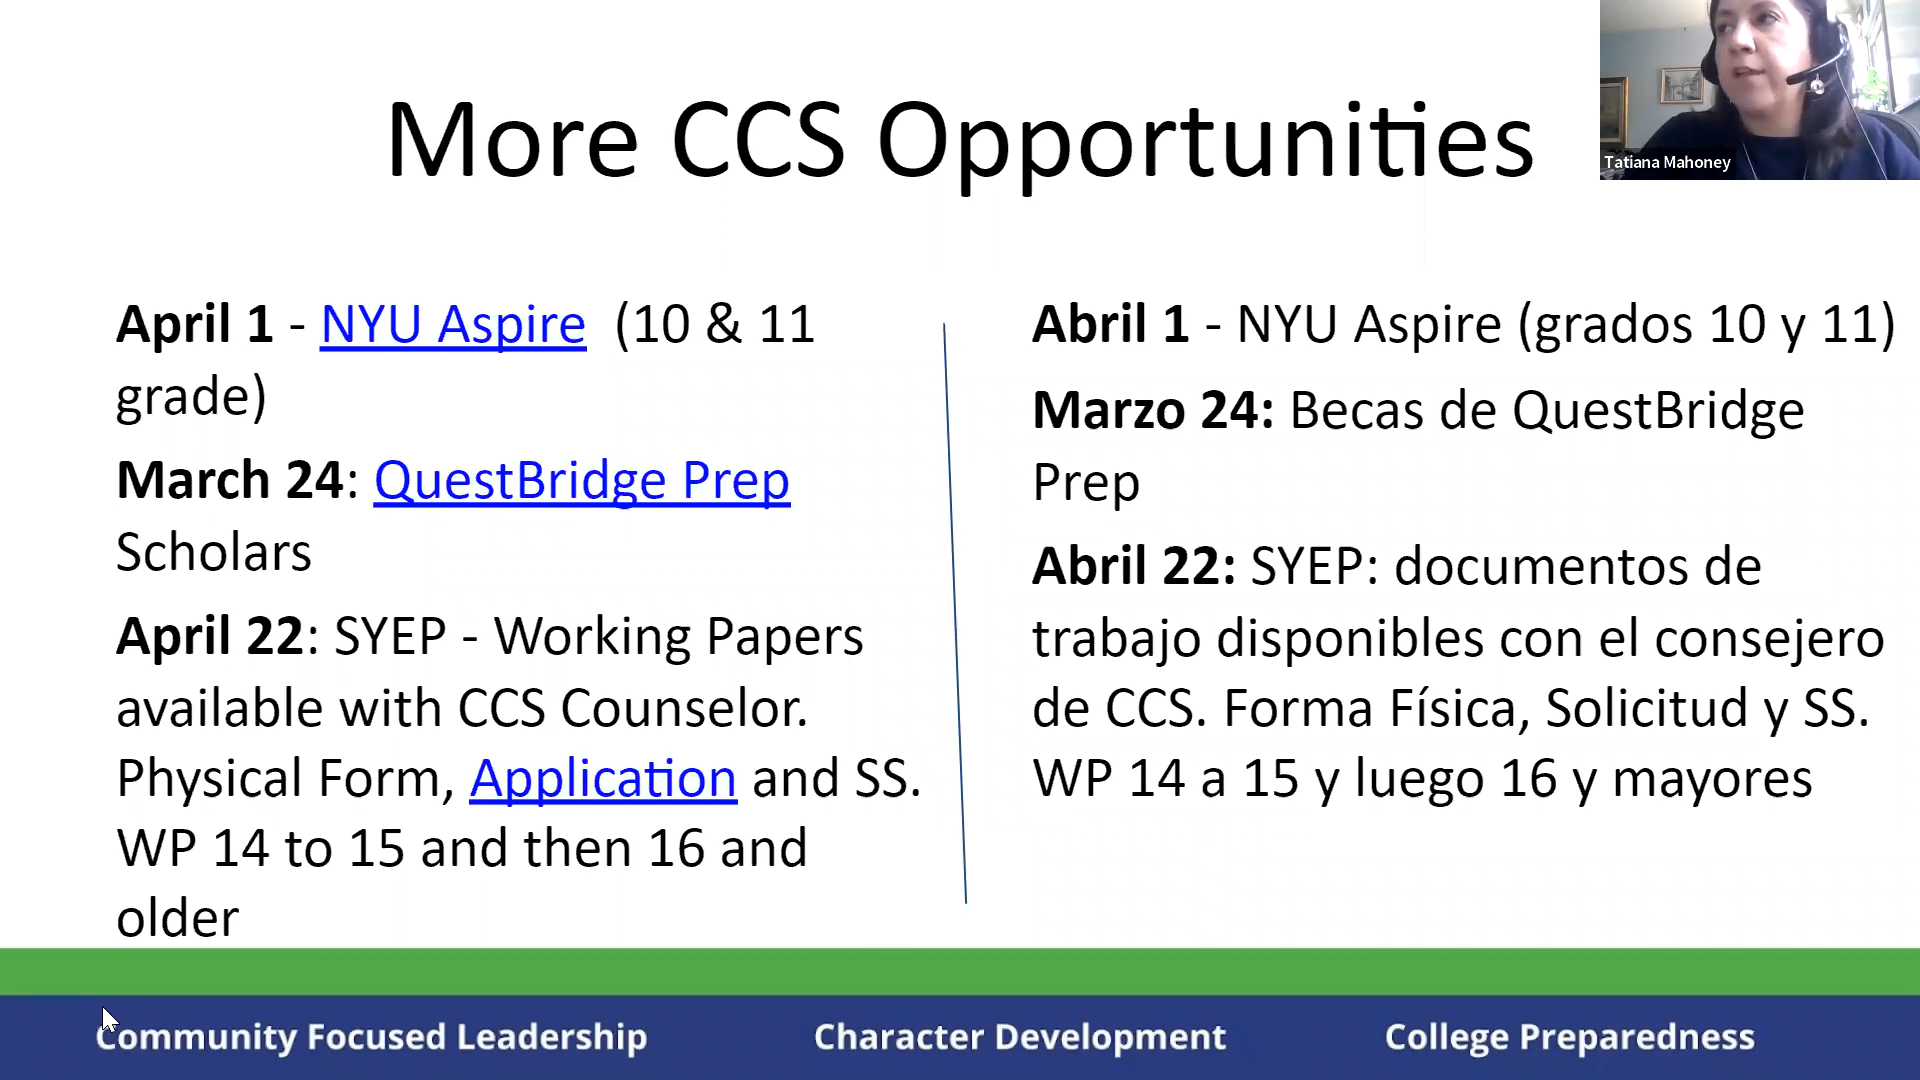 More CCS Opportunities
Tatiana Mahoney
April 1 - NYU Aspire (10 & 11
grade)
March 24: QuestBridge Prep
Scholars
April 22: SYEP - Working Papers
available with CCS Counselor.
Physical Form, Application and SS.
WP 14 to 15 and then 16 and
older
Abril 1 - NYU Aspire (grados 10 y 11)
Marzo 24: Becas de QuestBridge
Prep
Abril 22: SYEP: documentos de
trabajo disponibles con el consejero
de CCS. Forma Física, Solicitud y SS.
WP 14 a 15 y luego 16 y mayores
Community Focused Leadership
Character Development
College Preparedness